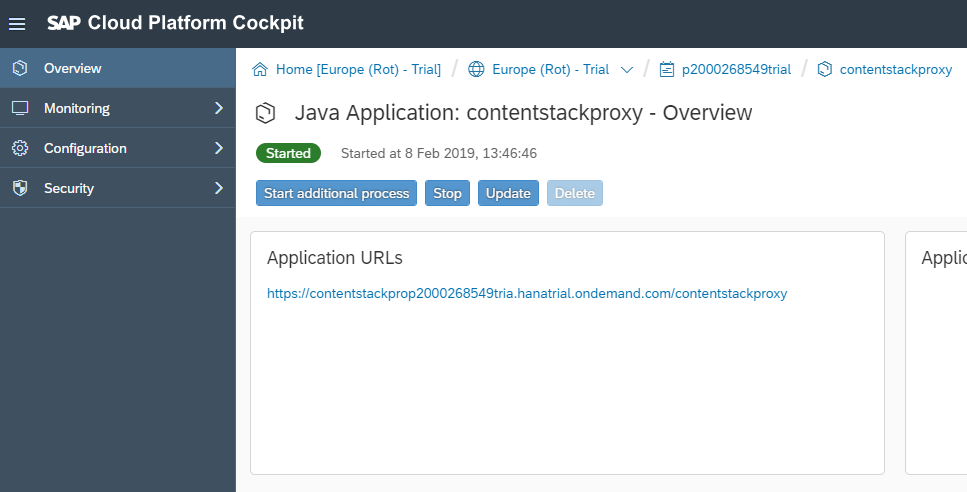 SAP Cloud Platform Cockpit
Overview
Monitoring
Configuration
Security
Home [Europe (Rot) - Trial] / Europe (Rot) - Trial / p2000268549trial / contentstackproxy
Java Application: contentstackproxy - Overview
Started Started at 8 Feb 2019, 13:46:46
Start additional process Stop Update Delete
Application URLs
https://contentstackprop2000268549tria.hanatrial.ondemand.com/contentstackproxy
Applic